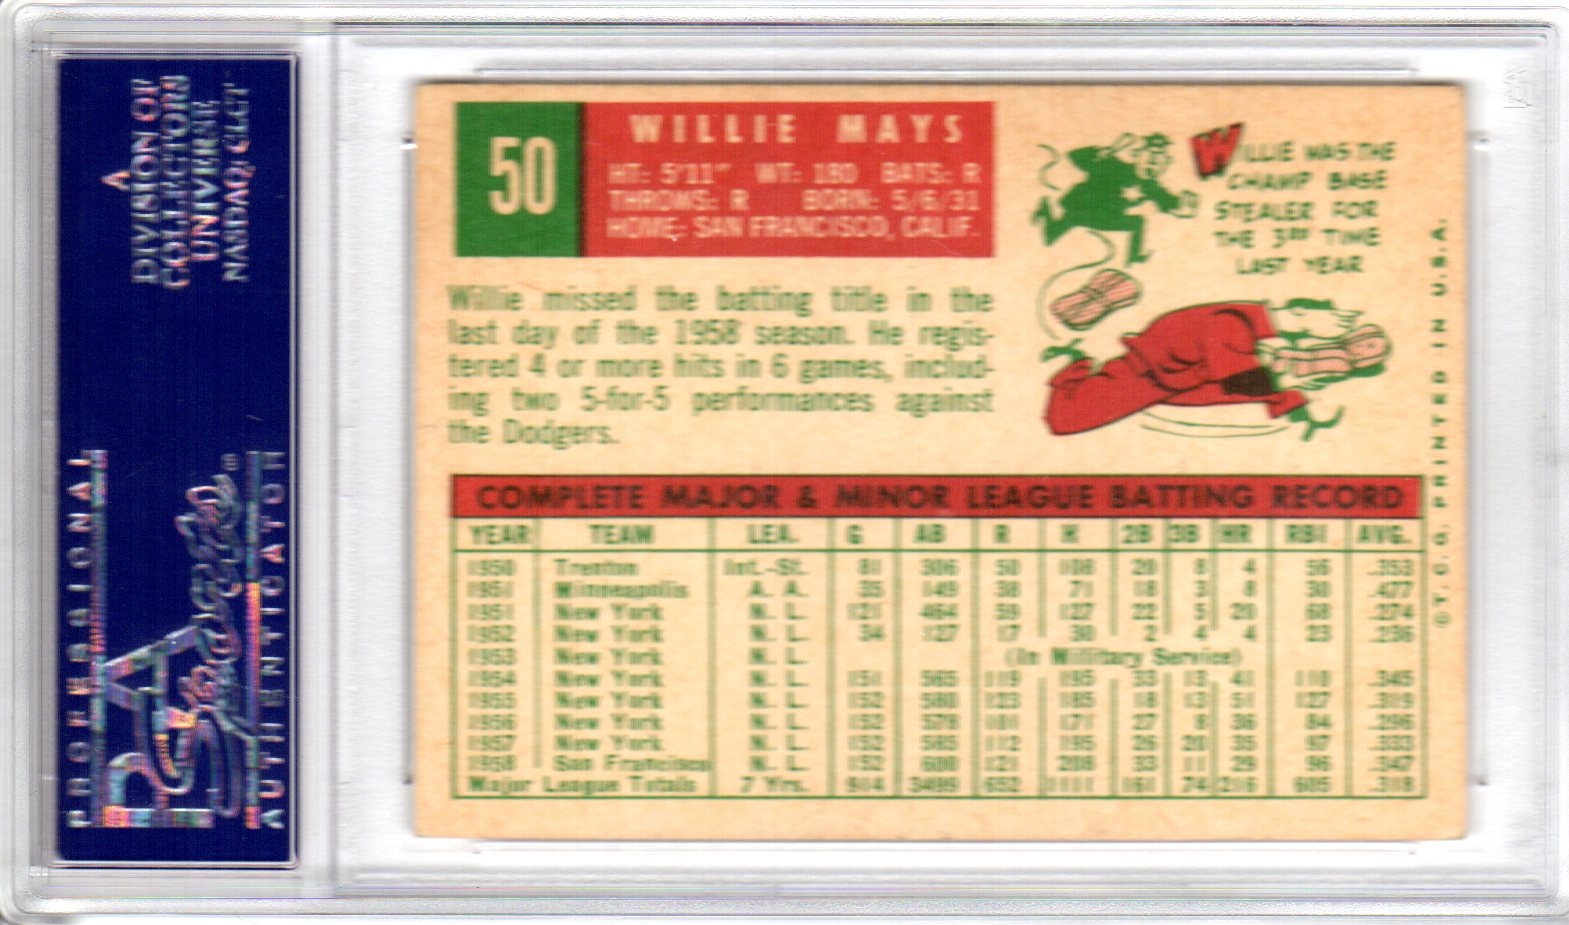 A
DIVISION OF
COLLECTORS
UNIVERSE
NASDAQ: CLCT
PROFESSIONAL
PSA
AUTHENTICATOR
50
WILLIE MAYS
HT: 5'11" WT: 180 BATS: R
THROWS: R BORN: 5/6/31
HOME: SAN FRANCISCO, CALIF.
WILLIE WAS THE
CHAMP BASE
STEALER FOR
THE 3RD TIME
LAST YEAR
Willie missed the batting title in the
last day of the 1958 season. He regis-
tered 4 or more hits in 6 games, includ-
ing two 5-for-5 performances against
the Dodgers.
COMPLETE MAJOR & MINOR LEAGUE BATTING RECORD
YEAR TEAM LEA. G AB R H 2B 3B HR RBI AVG.
1950 Trenton Int.-St. 81 306 50 108 20 8 4 .353
1951 Minneapolis A. A. 35 149 38 71 18 3 8 30 .477
1951 New York N. L. 121 464 59 127 22 5 20 68 .274
1952 New York N. L. 34 127 17 30 2 4 4 23 .236
1953 New York N. L. (In Military Service)
1954 New York N. L. 151 565 119 195 33 13 41 110 .345
1955 New York N. L. 152 580 123 185 18 13 51 127 .319
1956 New York N. L. 152 578 101 171 27 8 36 84 .296
1957 New York N. L. 152 585 112 195 26 20 35 97 .333
1958 San Francisco N. L. 152 600 121 208 33 11 29 96 .347
Major League Totals 7 Yrs. 914 3499 652 1111 161 74 216 605 .318